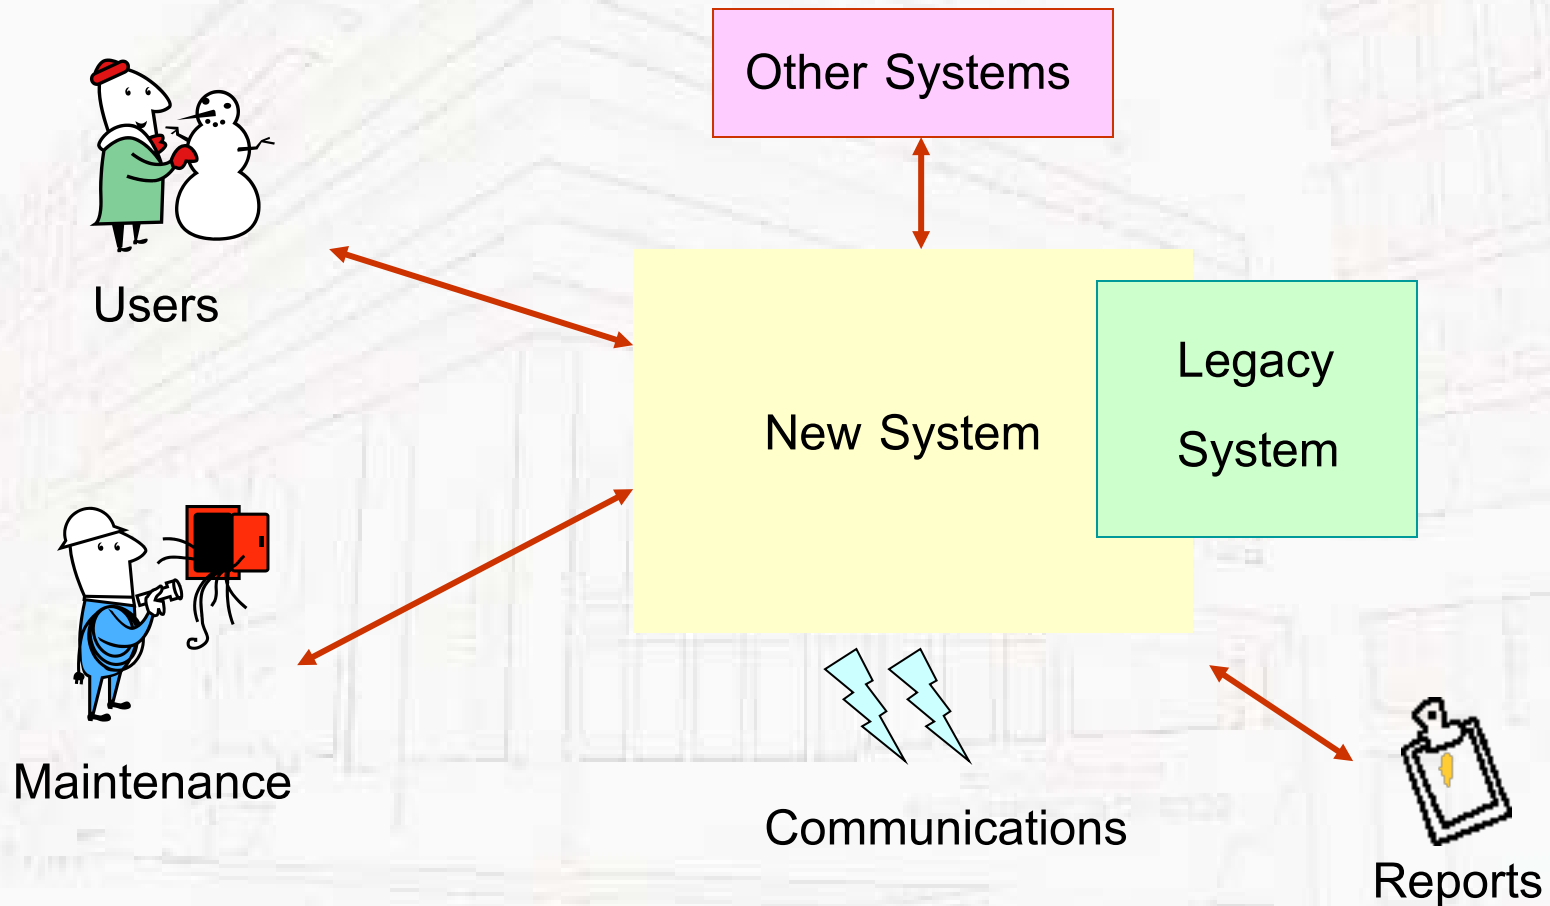 Other Systems
Users
Legacy
System
New System
Maintenance
Communications
Reports